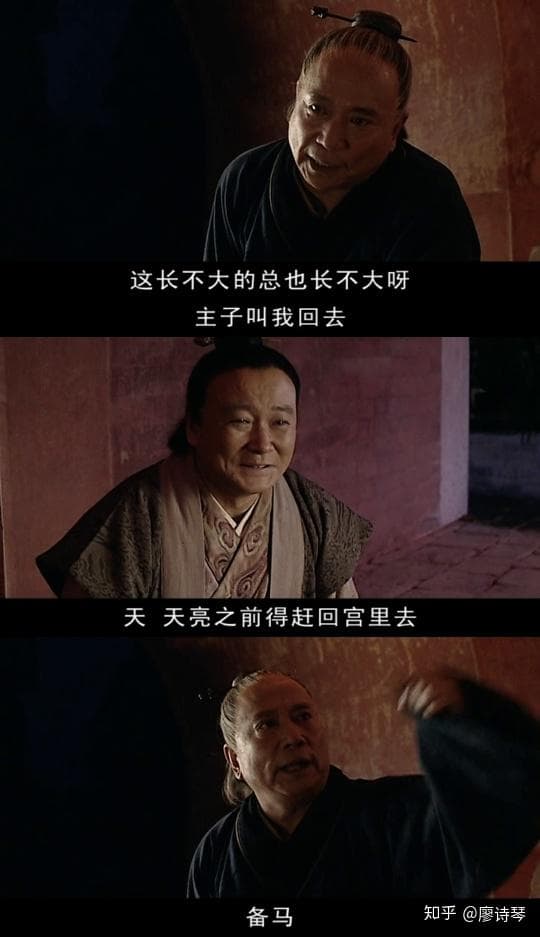 这长不大的总也长不大呀
主子叫我回去
天 天亮之前得赶回宫里去
备马
知乎 @廖诗琴